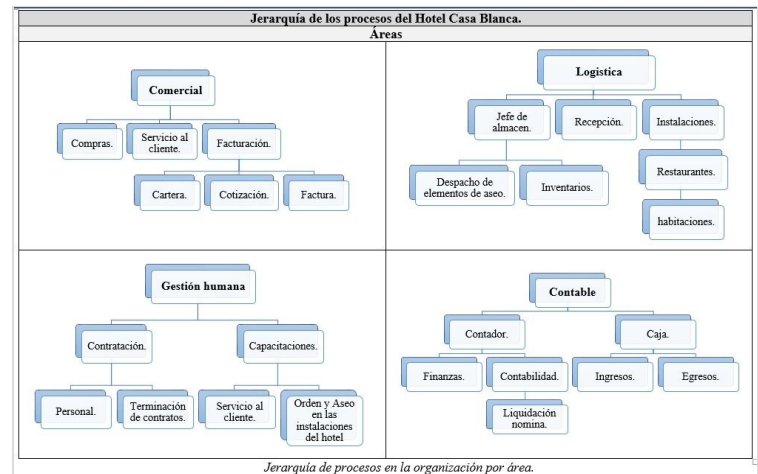 Jerarquía de los procesos del Hotel Casa Blanca.
Áreas
Comercial
Compras.
Servicio al
cliente.
Facturación.
Cartera.
Cotización.
Factura.
Logistica
Jefe de
almacen.
Recepción.
Instalaciones.
Despacho de
elementos de aseo.
Inventarios.
Restaurantes.
habitaciones.
Gestión humana
Contratación.
Capacitaciones.
Personal.
Terminación
de contratos.
Servicio al
cliente.
Orden y Aseo
en las
instalaciones
del hotel
Contable
Contador.
Caja.
Finanzas.
Contabilidad.
Ingresos.
Egresos.
Liquidación
nomina.
Jerarquía de procesos en la organización por área.